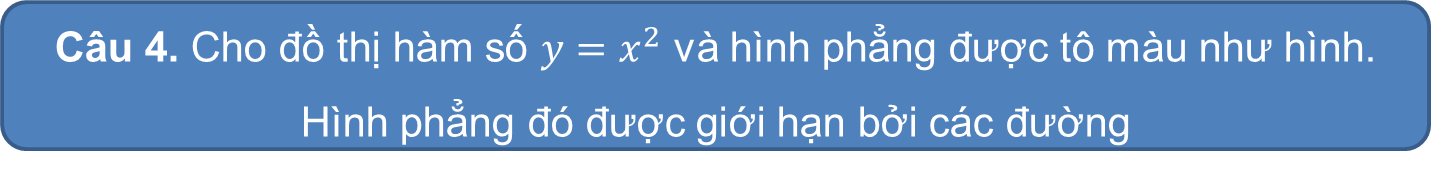 Câu 4. Cho đồ thị hàm số y = x² và hình phẳng được tô màu như hình.
Hình phẳng đó được giới hạn bởi các đường